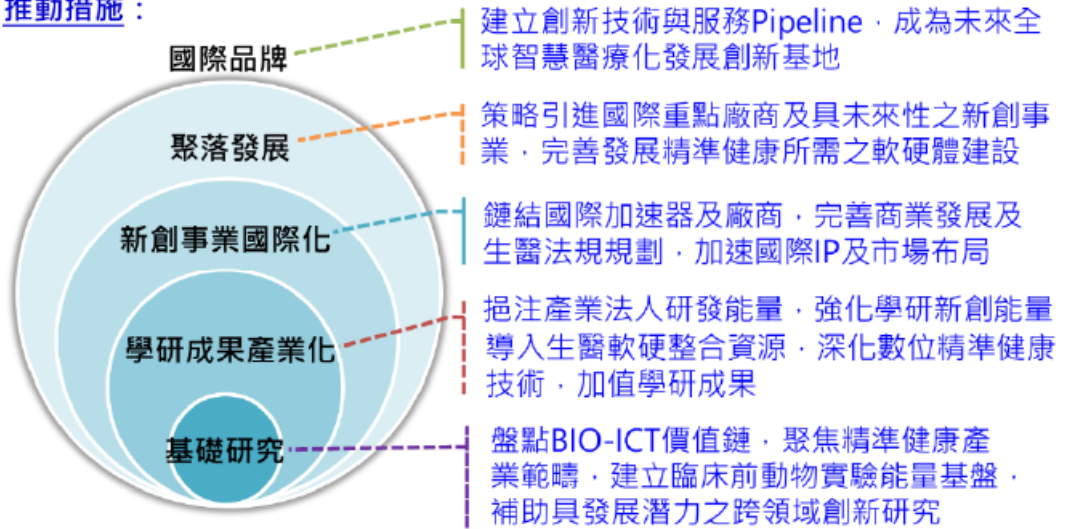 推動措施：
國際品牌
建立創新技術與服務Pipeline，成為未來全
球智慧醫療化發展創新基地
聚落發展
策略引進國際重點廠商及具未來性之新創事
業，完善發展精準健康所需之軟硬體建設
新創事業國際化
鏈結國際加速器及廠商，完善商業發展及
生醫法規規劃，加速國際IP及市場布局
學研成果產業化
挹注產業法人研發能量，強化學研新創能量
導入生醫軟硬整合資源，深化數位精準健康
技術，加值學研成果
基礎研究
盤點BIO-ICT價值鏈，聚焦精準健康產
業範疇，建立臨床前動物實驗能量基盤，
補助具發展潛力之跨領域創新研究